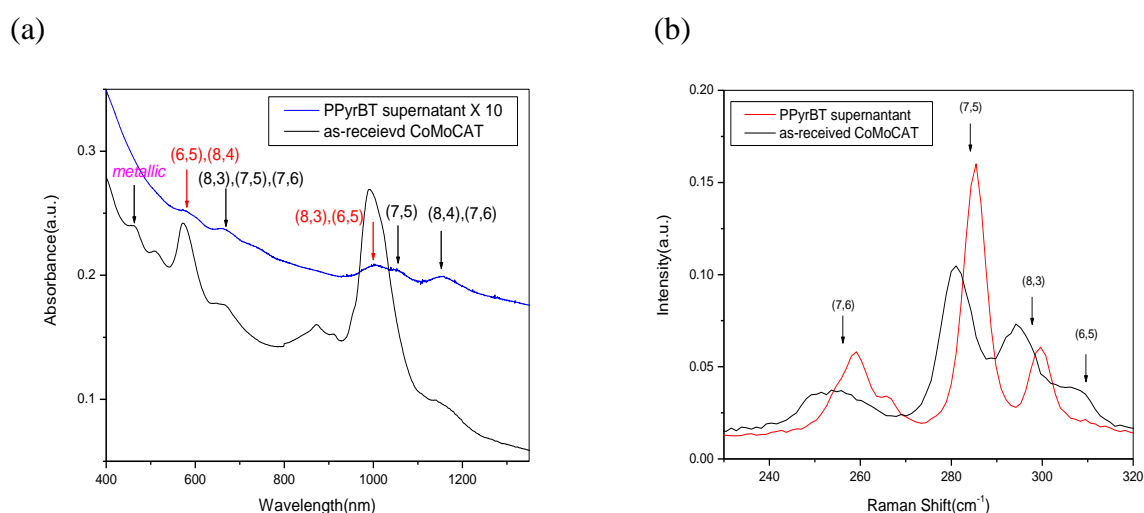 (a)
(b)
PPyrBT supernatant X 10
as-receievd CoMoCAT
metallic
(6,5),(8,4)
(8,3),(7,5),(7,6)
(8,3),(6,5)
(7,5)
(8,4),(7,6)
0.3
0.2
0.1
Absorbance(a.u.)
400
600
800
1000
1200
Wavelength(nm)
PPyrBT supernnatant
as-received CoMoCAT
(7,6)
(7,5)
(8,3)
(6,5)
0.20
0.15
0.10
0.05
0.00
Intensity(a.u.)
240
260
280
300
320
Raman Shift(cm-1)